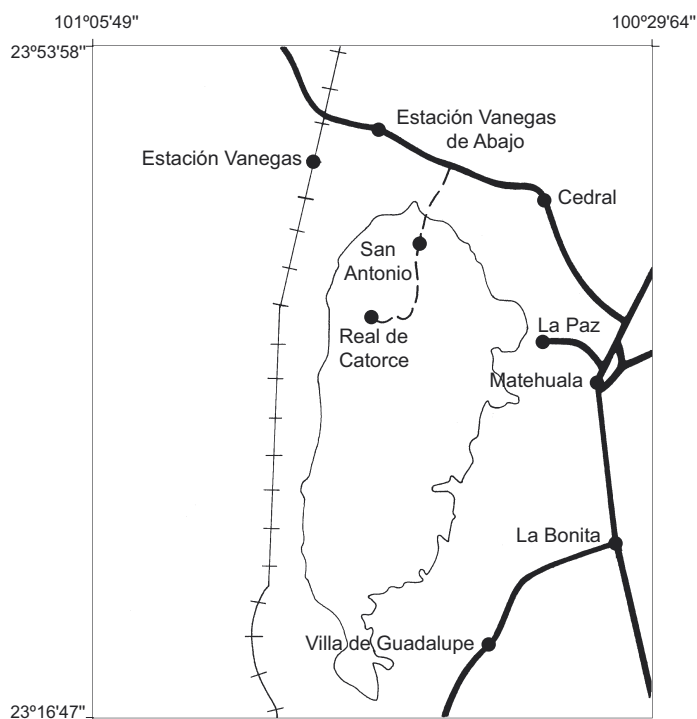 101º05'49"
100º29'64"
23º53'58"
Estación Vanegas
de Abajo
Estación Vanegas
Cedral
San
Antonio
La Paz
Real de
Catorce
Matehuala
La Bonita
Villa de Guadalupe
23º16'47"